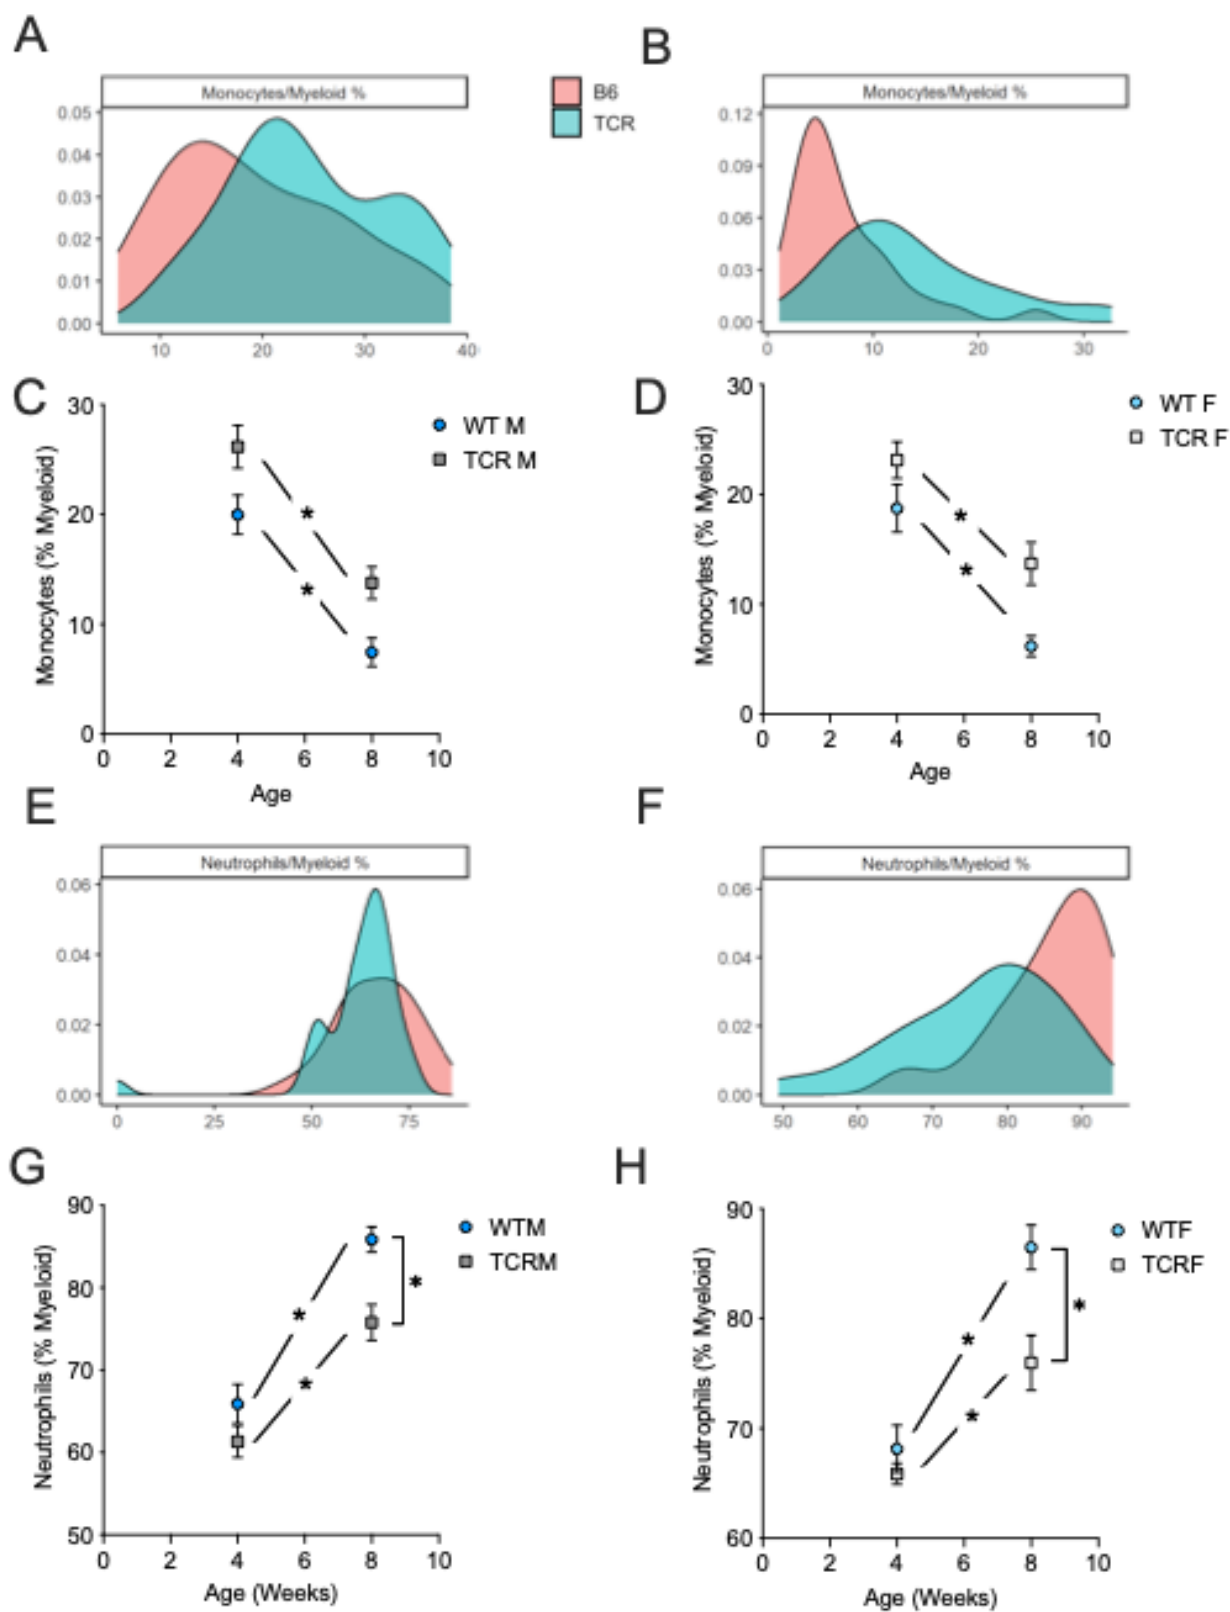 A
B
Monocytes/Myeloid %
B6
TCR
Monocytes/Myeloid %
0.05
0.04
0.03
0.02
0.01
0.00
10 20 30 40
0.12
0.09
0.06
0.03
0.00
0 10 20 30
C
Monocytes (% Myeloid)
30
20
10
0
0 2 4 6 8 10
Age
WT M
TCR M
* *
D
Monocytes (% Myeloid)
30
20
10
0
0 2 4 6 8 10
Age
WT F
TCR F
* *
E
Neutrophils/Myeloid %
0.06
0.04
0.02
0.00
0 25 50 75
F
Neutrophils/Myeloid %
0.06
0.04
0.02
0.00
50 60 70 80 90
G
Neutrophils (% Myeloid)
90
80
70
60
50
0 2 4 6 8 10
Age (Weeks)
WTM
TCRM
* * *
H
Neutrophils (% Myeloid)
90
80
70
60
0 2 4 6 8 10
Age (Weeks)
WTF
TCRF
* * *